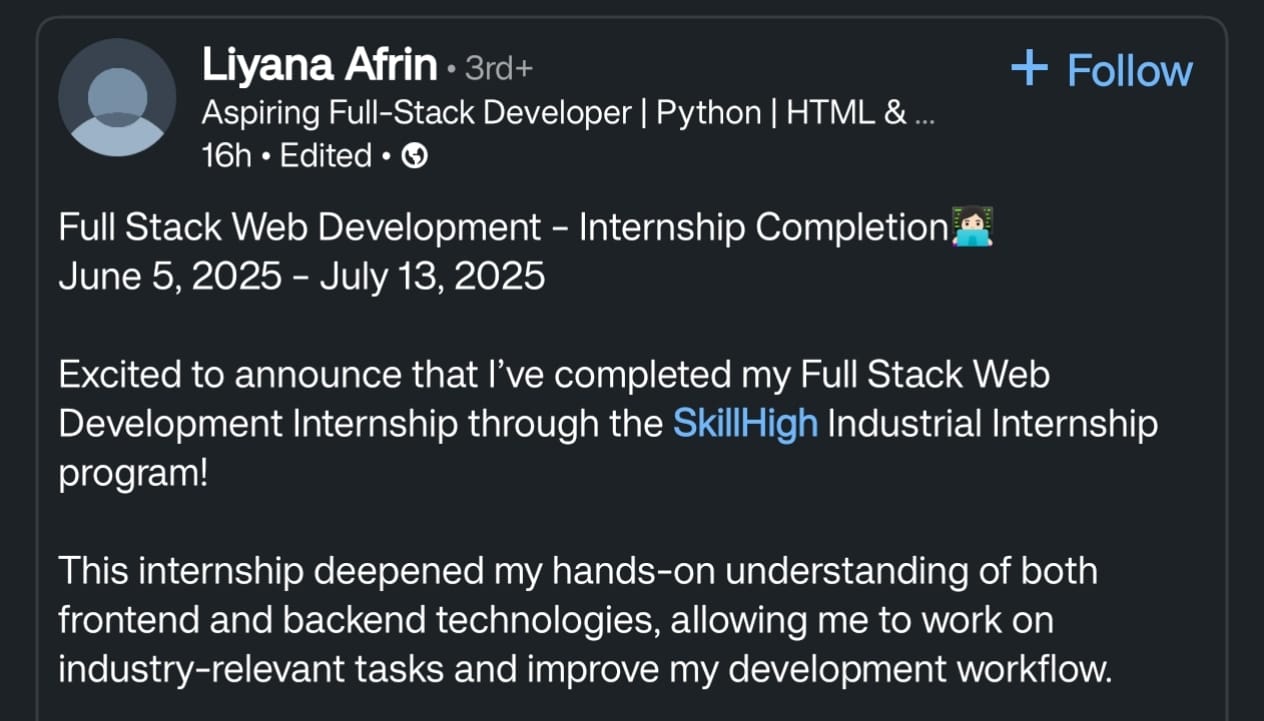 Liyana Afrin • 3rd+
+ Follow
Aspiring Full-Stack Developer | Python | HTML & ...
16h • Edited •
Full Stack Web Development – Internship Completion👩🏻‍💻
June 5, 2025 – July 13, 2025
Excited to announce that I’ve completed my Full Stack Web
Development Internship through the SkillHigh Industrial Internship
program!
This internship deepened my hands-on understanding of both
frontend and backend technologies, allowing me to work on
industry-relevant tasks and improve my development workflow.